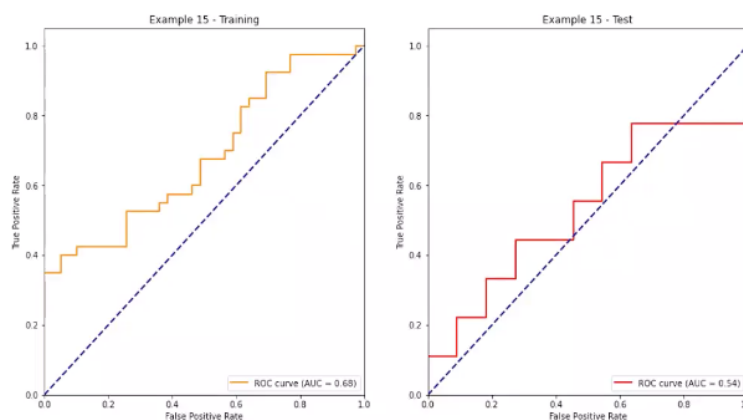 Example 15 - Training
1.0
0.8
0.6
0.4
0.2
0.0
True Positive Rate
0.0 0.2 0.4 0.6 0.8 1.0
False Positive Rate
ROC curve (AUC = 0.68)
Example 15 - Test
1.0
0.8
0.6
0.4
0.2
0.0
True Positive Rate
0.0 0.2 0.4 0.6 0.8
False Positive Rate
ROC curve (AUC = 0.54)